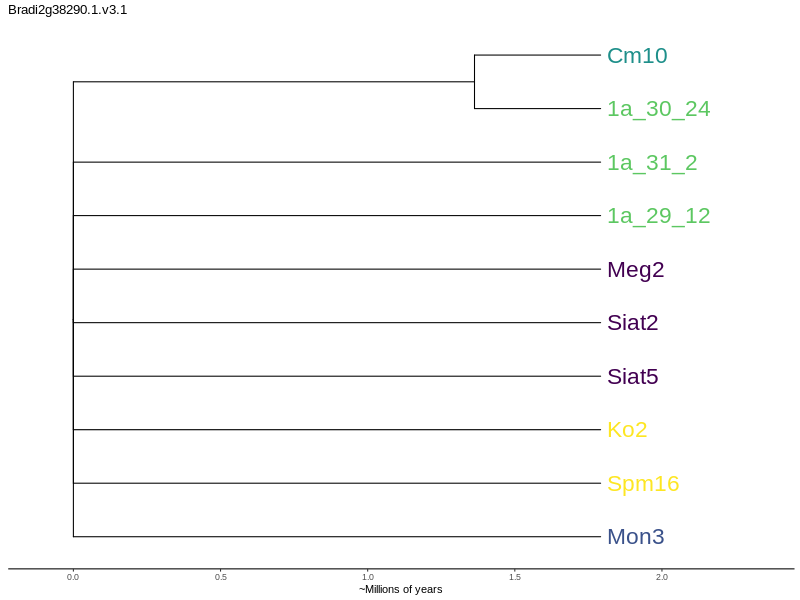 Bradi2g38290.1.v3.1
Cm10
1a_30_24
1a_31_2
1a_29_12
Meg2
Siat2
Siat5
Ko2
Spm16
Mon3
0.0 0.5 1.0 1.5 2.0
~Millions of years